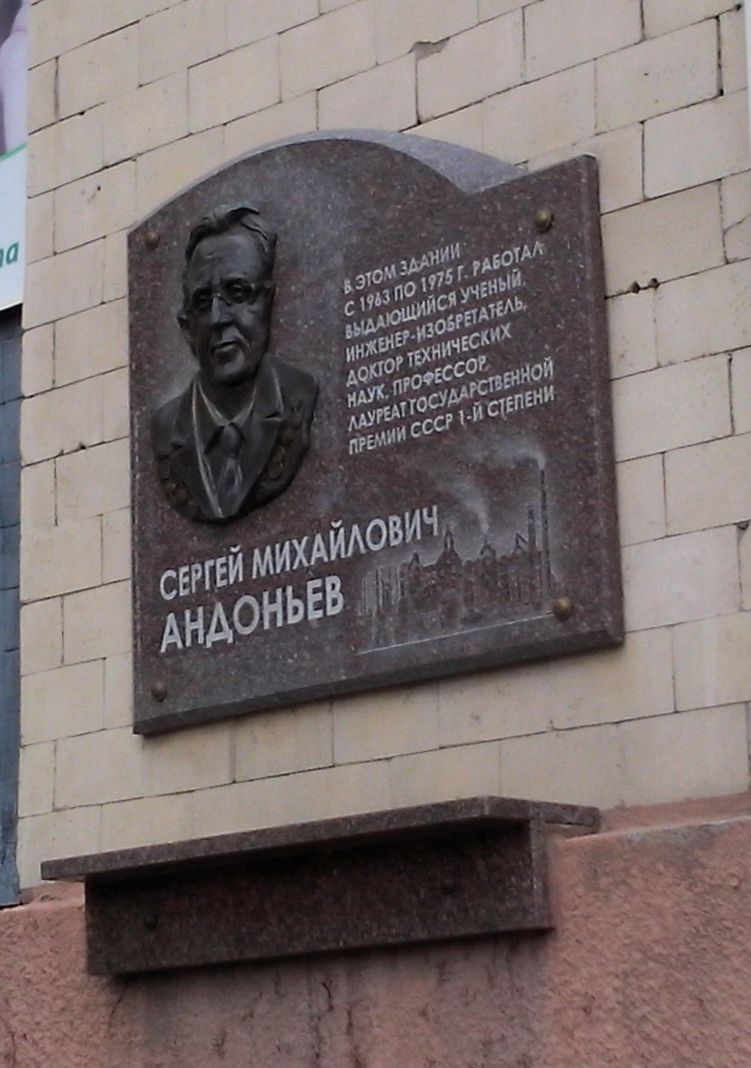 В ЭТОМ ЗДАНИИ
С 1963 ПО 1975 Г. РАБОТАЛ
ВЫДАЮЩИЙСЯ УЧЕНЫЙ
ИНЖЕНЕР-ИЗОБРЕТАТЕЛЬ,
ДОКТОР ТЕХНИЧЕСКИХ
НАУК, ПРОФЕССОР,
ЛАУРЕАТ ГОСУДАРСТВЕННОЙ
ПРЕМИИ СССР 1-Й СТЕПЕНИ
СЕРГЕЙ МИХАЙЛОВИЧ
АНДОНЬЕВ